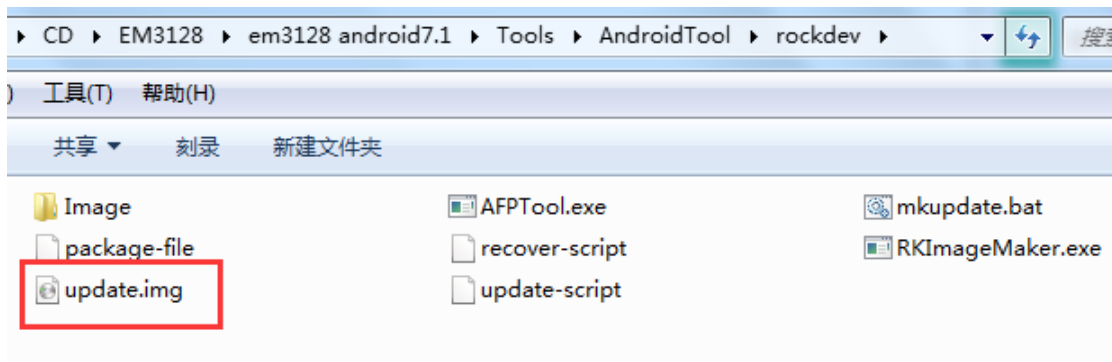 CD EM3128 em3128 android7.1 Tools AndroidTool rockdev
) 工具(T) 帮助(H)
共享 刻录 新建文件夹
Image AFPTool.exe mkupdate.bat
package-file recover-script RKImageMaker.exe
update.img update-script